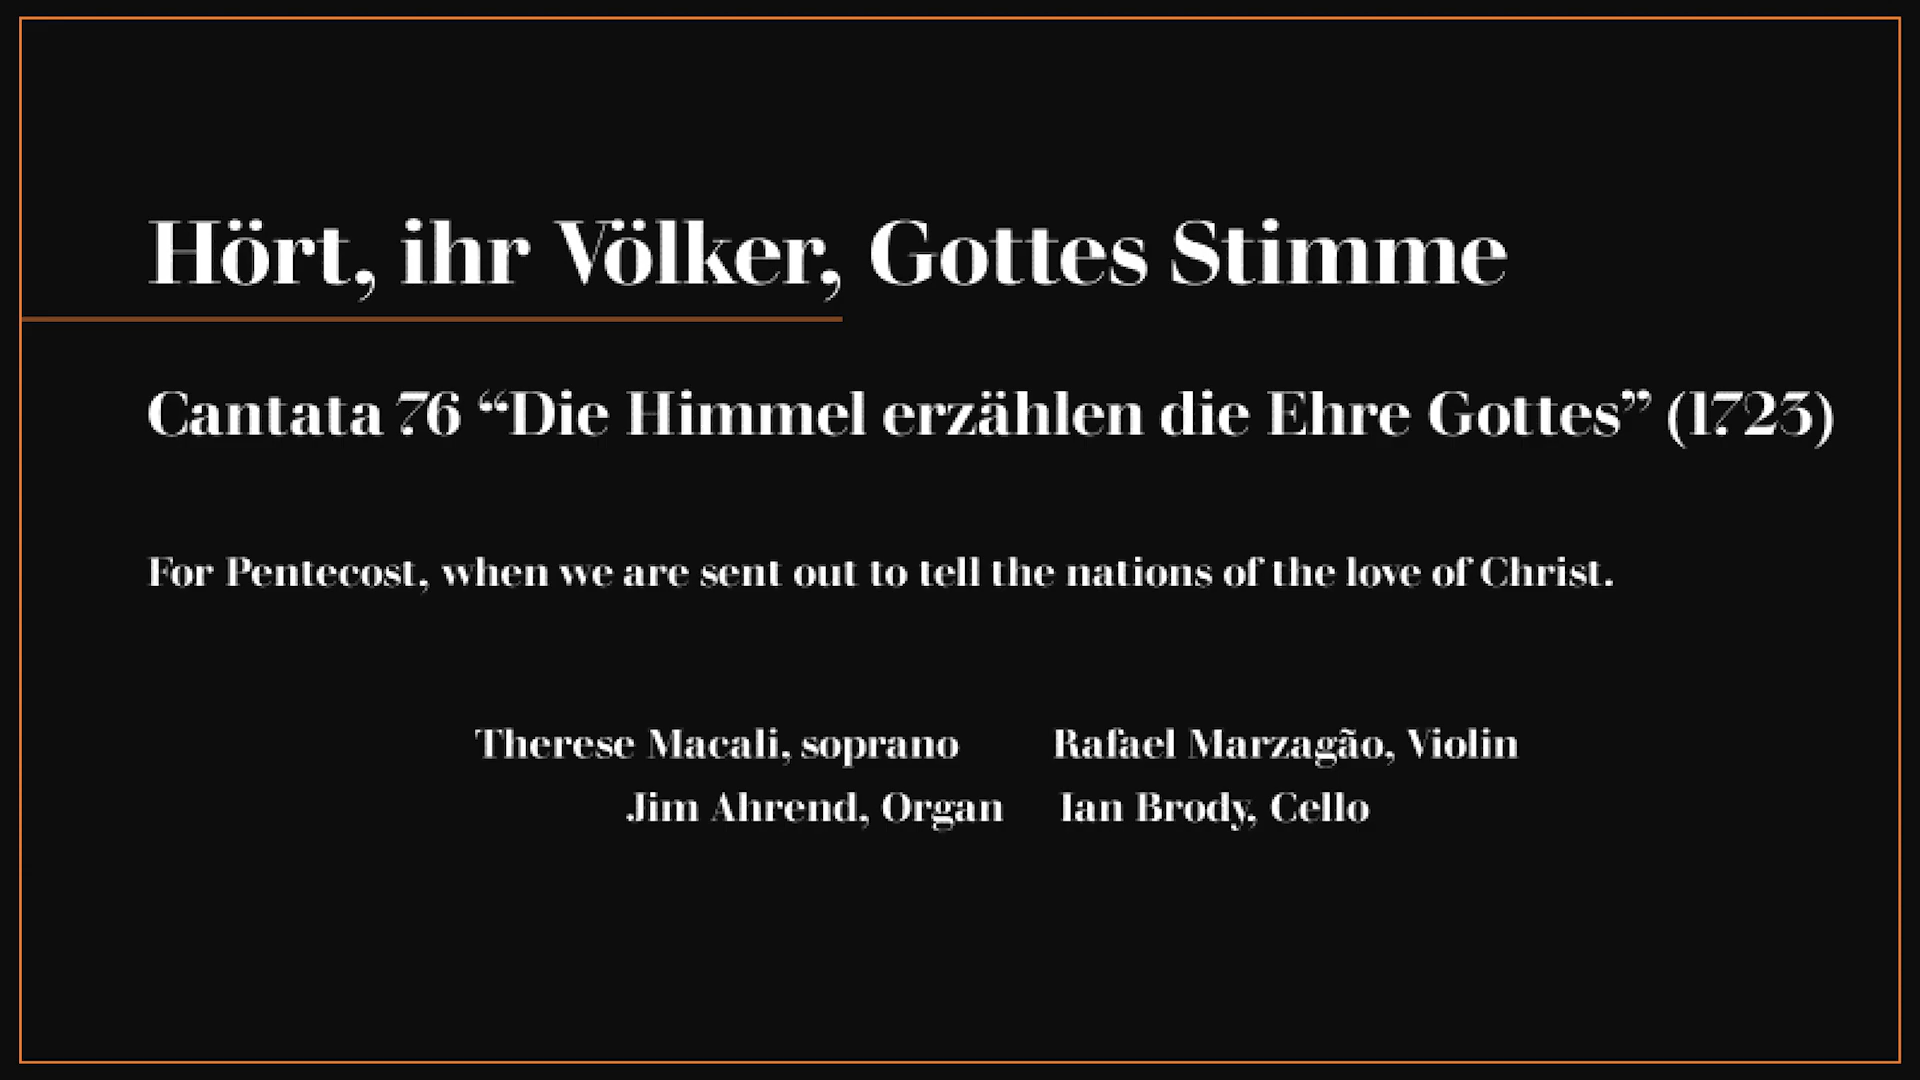 Hört, ihr Völker, Gottes Stimme
Cantata 76 “Die Himmel erzählen die Ehre Gottes” (1723)
For Pentecost, when we are sent out to tell the nations of the love of Christ.
Therese Macali, soprano Rafael Marzagão, Violin
Jim Ahrend, Organ Ian Brody, Cello